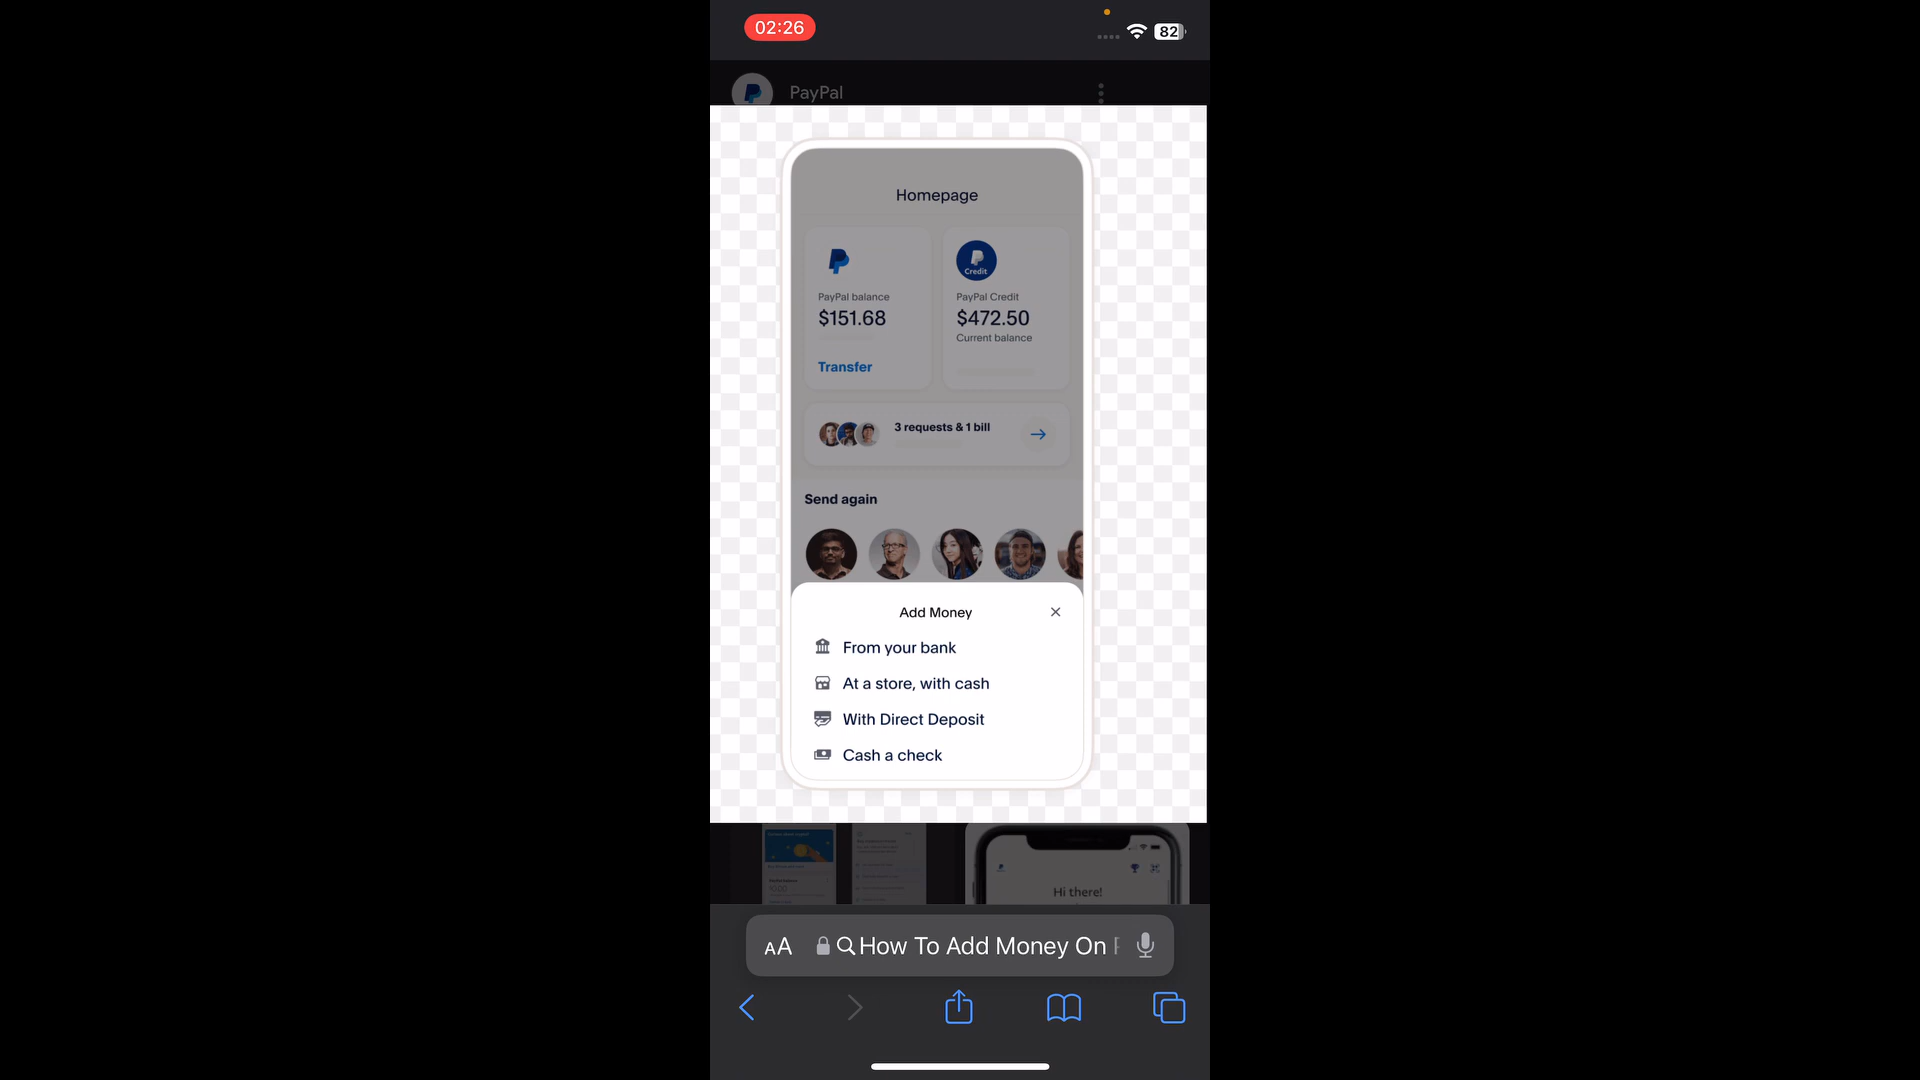 02:26
82
PayPal
Homepage
Credit
PayPal balance
$151.68
Transfer
PayPal Credit
$472.50
Current balance
3 requests & 1 bill
Send again
Add Money
From your bank
At a store, with cash
With Direct Deposit
Cash a check
Hi there!
AA
How To Add Money On